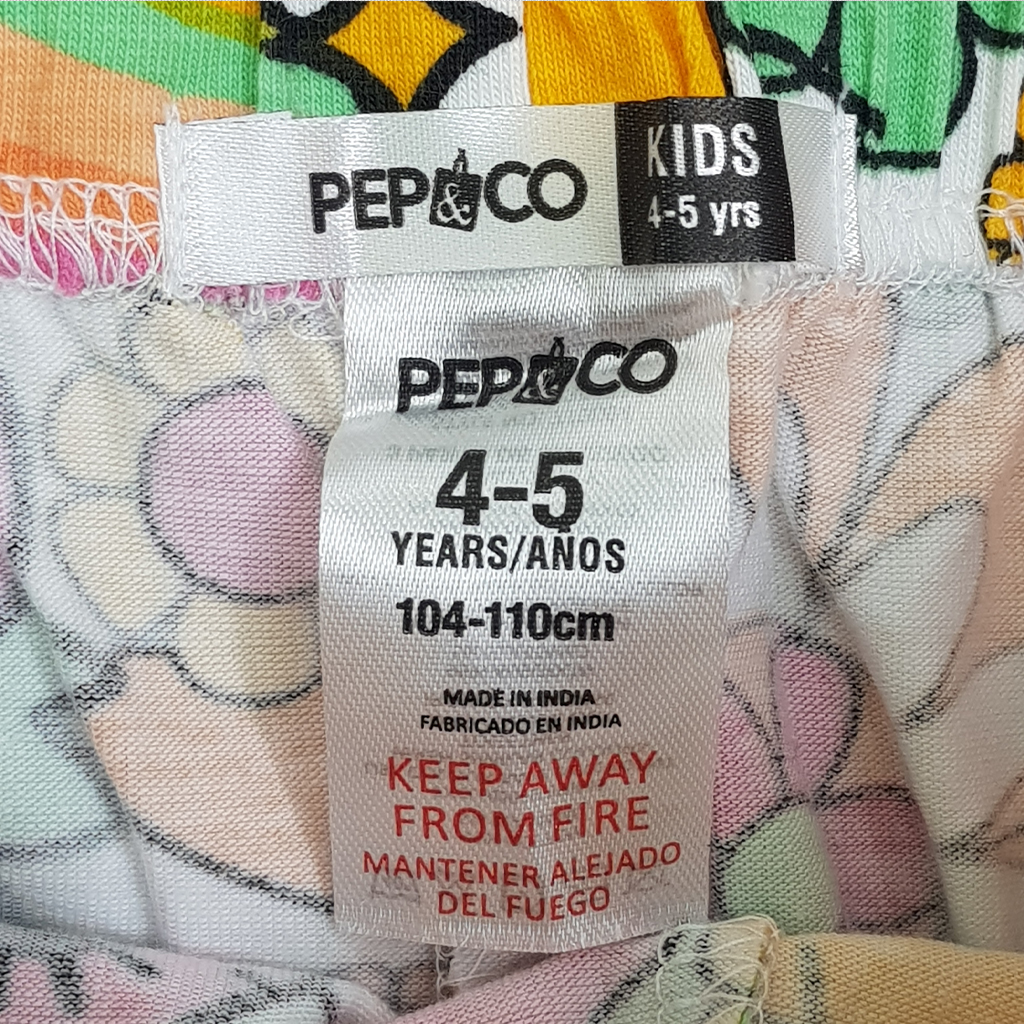 PEP&CO
KIDS
4-5 yrs
PEP&CO
4-5
YEARS/AÑOS
104-110cm
MADE IN INDIA
FABRICADO EN INDIA
KEEP AWAY
FROM FIRE
MANTENER ALEJADO
DEL FUEGO